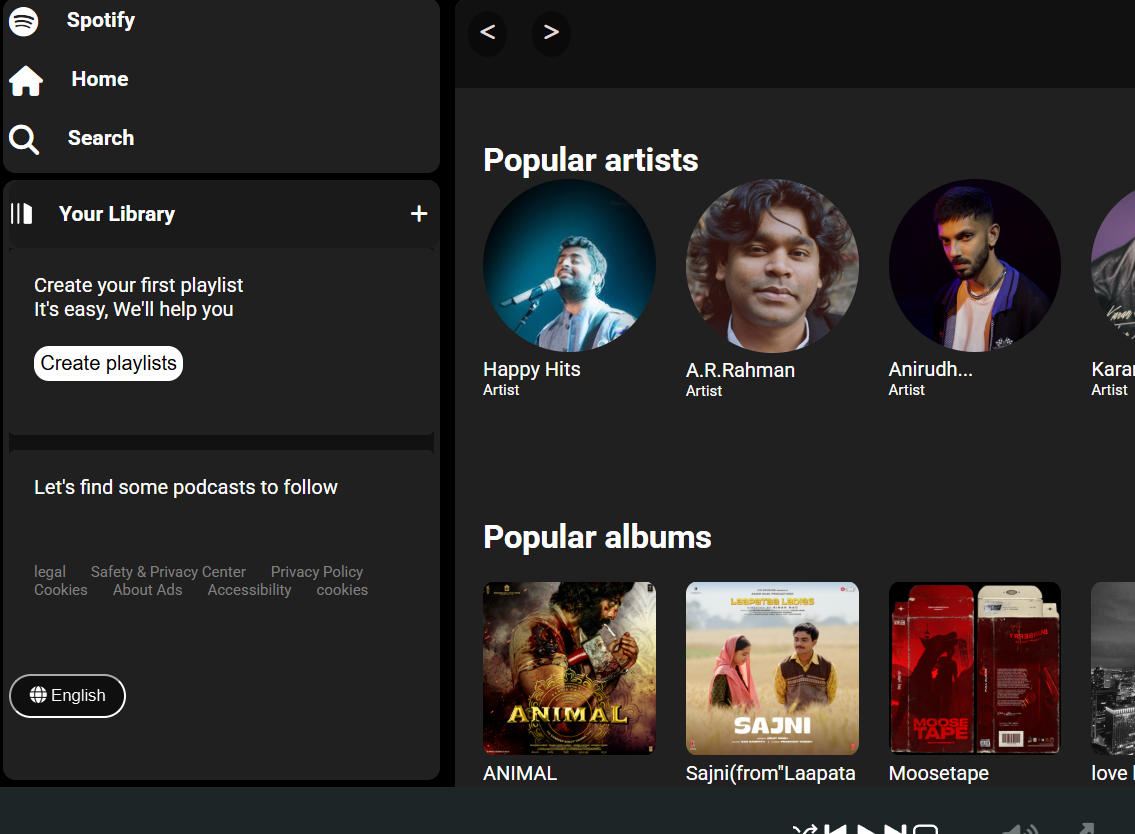 Spotify
Home
Search
Your Library
+
Create your first playlist
It's easy, We'll help you
Create playlists
Let's find some podcasts to follow
legal Safety & Privacy Center Privacy Policy
Cookies About Ads Accessibility cookies
English
< >
Popular artists
Happy Hits
Artist
A.R.Rahman
Artist
Anirudh...
Artist
Karan
Artist
Popular albums
ANIMAL
LAAPATAA LADIES
SAJNI
MOOSE
TAPE
BURBERRY
ANIMAL
Sajni(from"Laapata
Moosetape
love